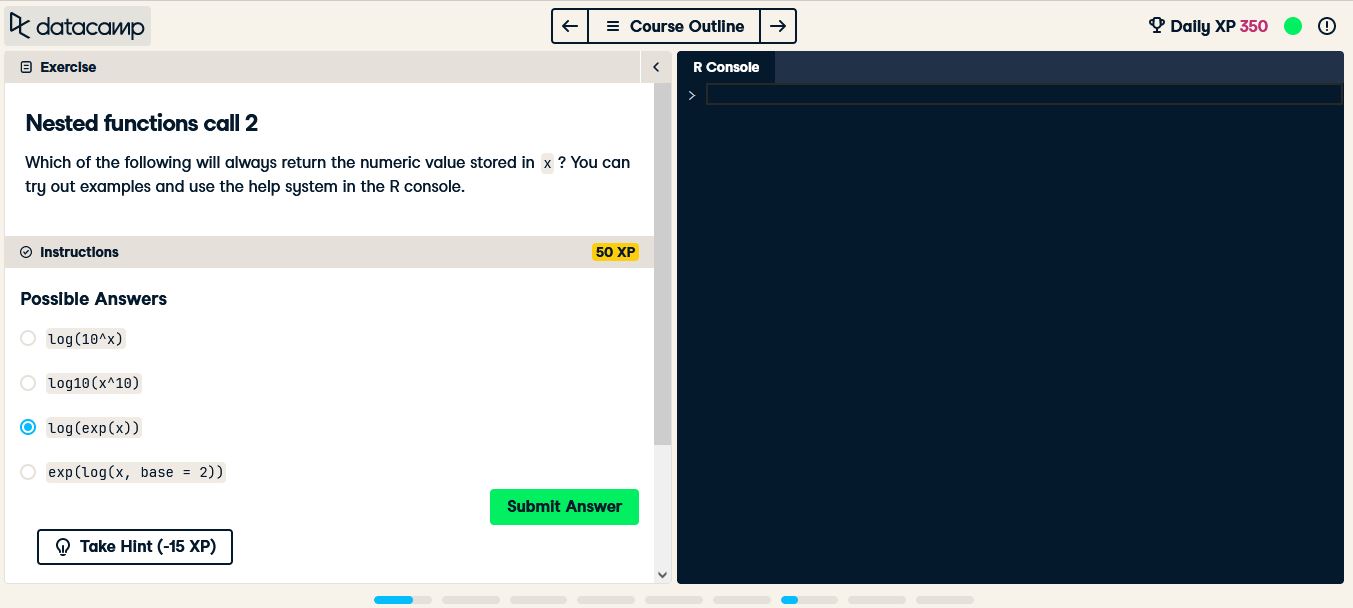 datacamp
Course Outline
Daily XP 350
Exercise
R Console
>
Nested functions call 2
Which of the following will always return the numeric value stored in x ? You can
try out examples and use the help system in the R console.
Instructions
50 XP
Possible Answers
log(10^x)
log10(x^10)
log(exp(x))
exp(log(x, base = 2))
Submit Answer
Take Hint (-15 XP)